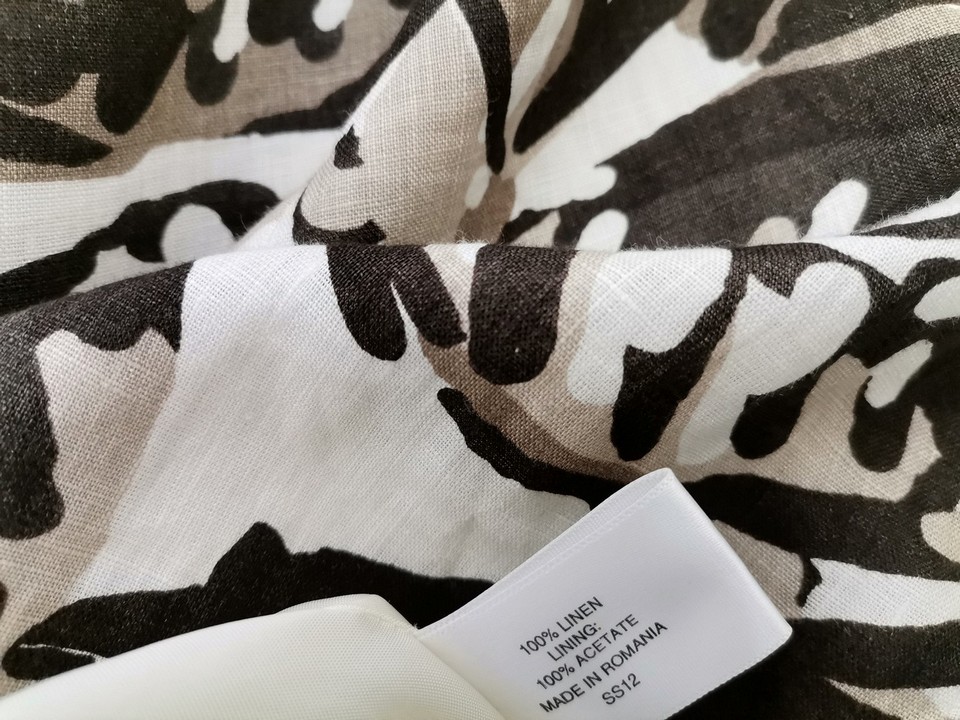 100% LINEN
LINING:
100% ACETATE
MADE IN ROMANIA
SS12